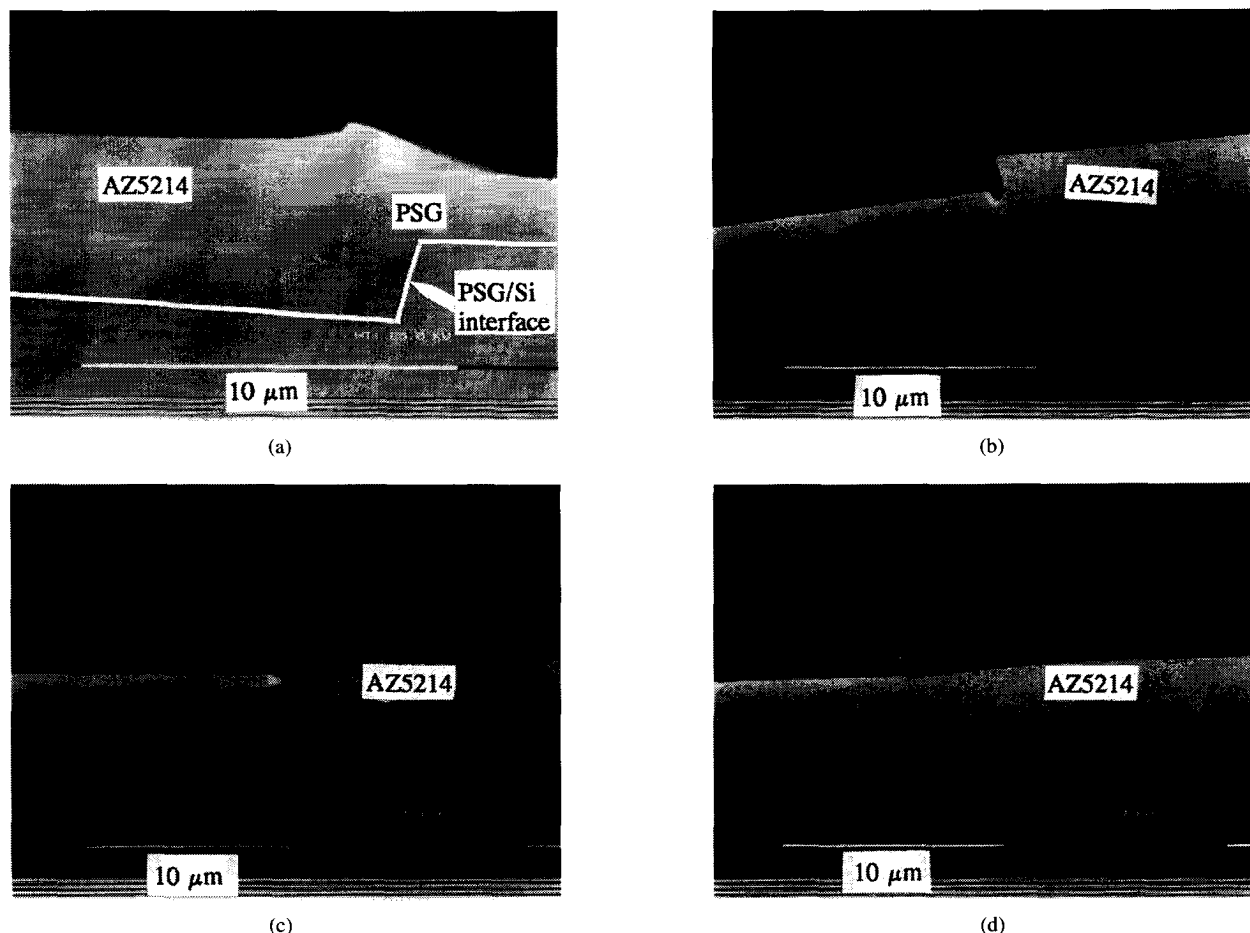 AZ5214
PSG
PSG/Si
interface
10 μm
(a)
AZ5214
10 μm
(b)
AZ5214
10 μm
(c)
AZ5214
10 μm
(d)